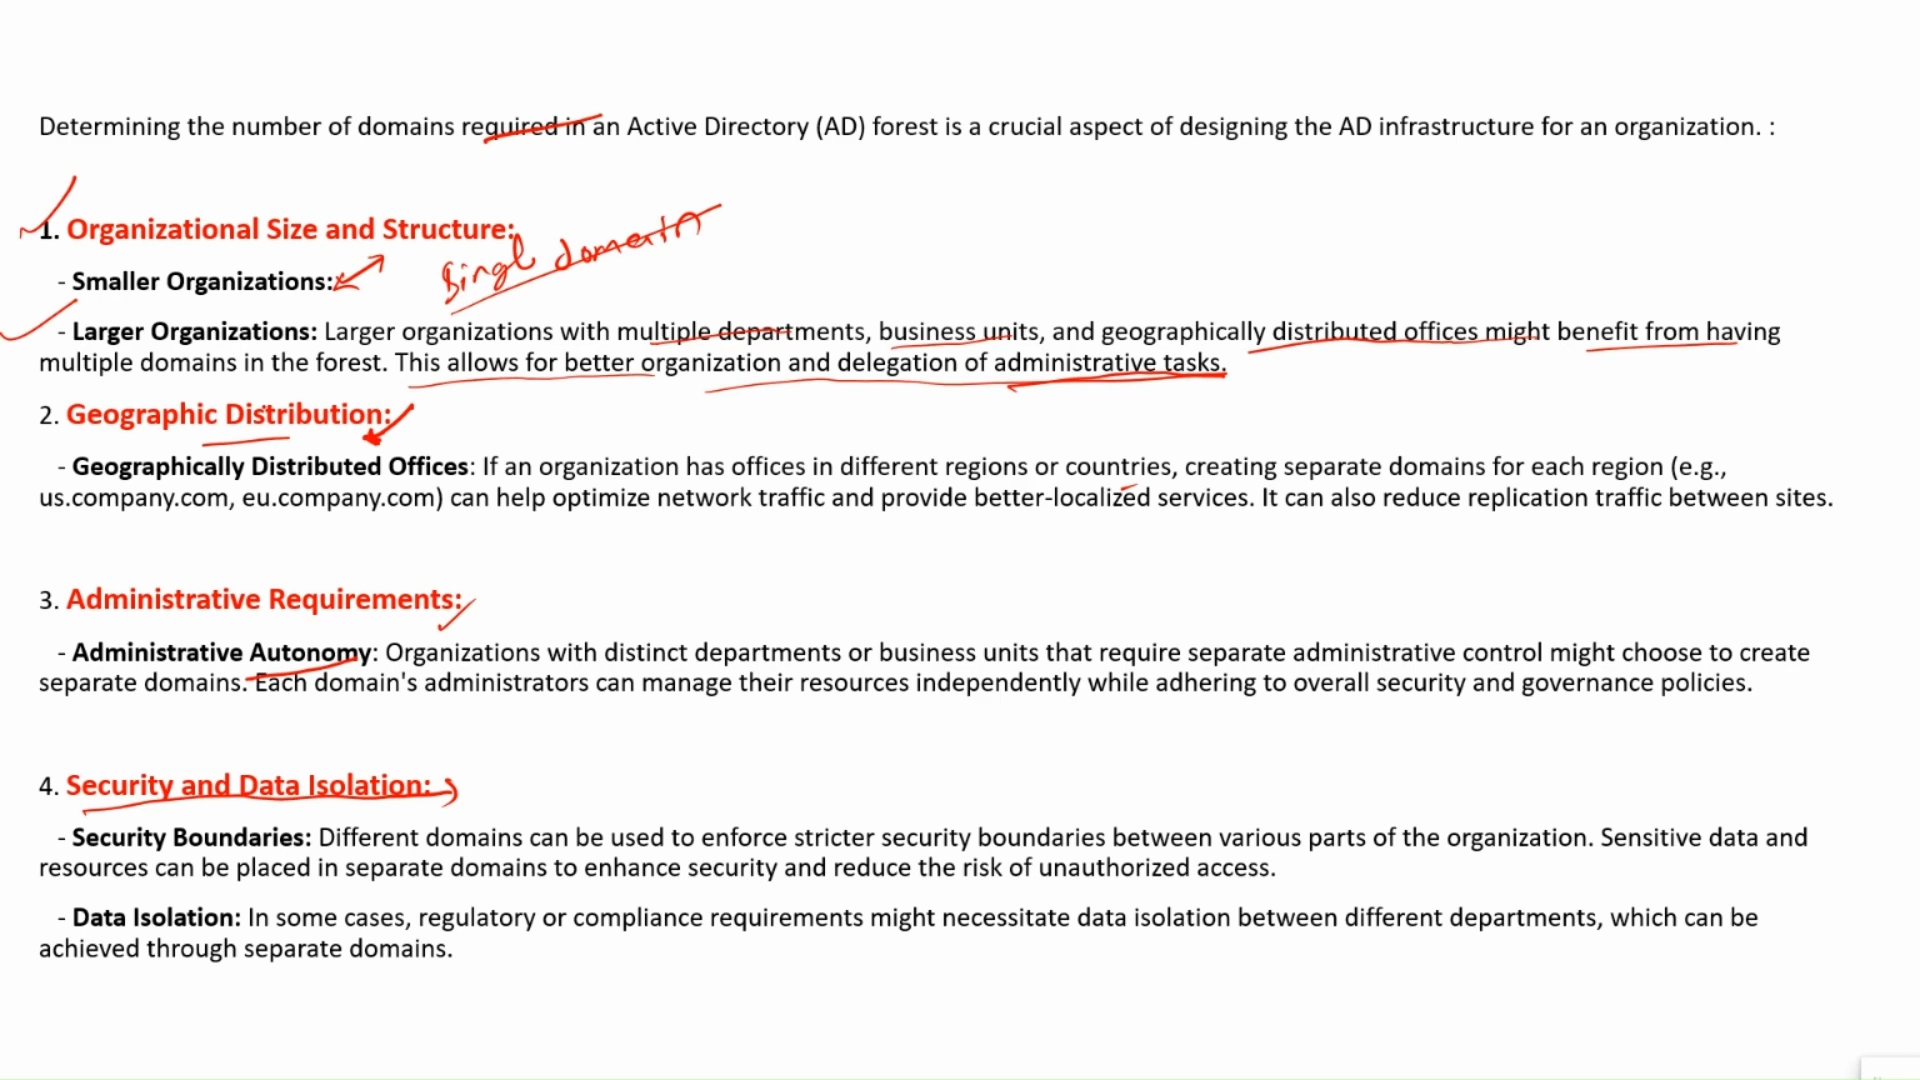 Determining the number of domains required in an Active Directory (AD) forest is a crucial aspect of designing the AD infrastructure for an organization. :
1. Organizational Size and Structure:
- Smaller Organizations:
Singl domain
- Larger Organizations: Larger organizations with multiple departments, business units, and geographically distributed offices might benefit from having
multiple domains in the forest. This allows for better organization and delegation of administrative tasks.
2. Geographic Distribution:
- Geographically Distributed Offices: If an organization has offices in different regions or countries, creating separate domains for each region (e.g.,
us.company.com, eu.company.com) can help optimize network traffic and provide better-localized services. It can also reduce replication traffic between sites.
3. Administrative Requirements:
- Administrative Autonomy: Organizations with distinct departments or business units that require separate administrative control might choose to create
separate domains. Each domain's administrators can manage their resources independently while adhering to overall security and governance policies.
4. Security and Data Isolation:
- Security Boundaries: Different domains can be used to enforce stricter security boundaries between various parts of the organization. Sensitive data and
resources can be placed in separate domains to enhance security and reduce the risk of unauthorized access.
- Data Isolation: In some cases, regulatory or compliance requirements might necessitate data isolation between different departments, which can be
achieved through separate domains.